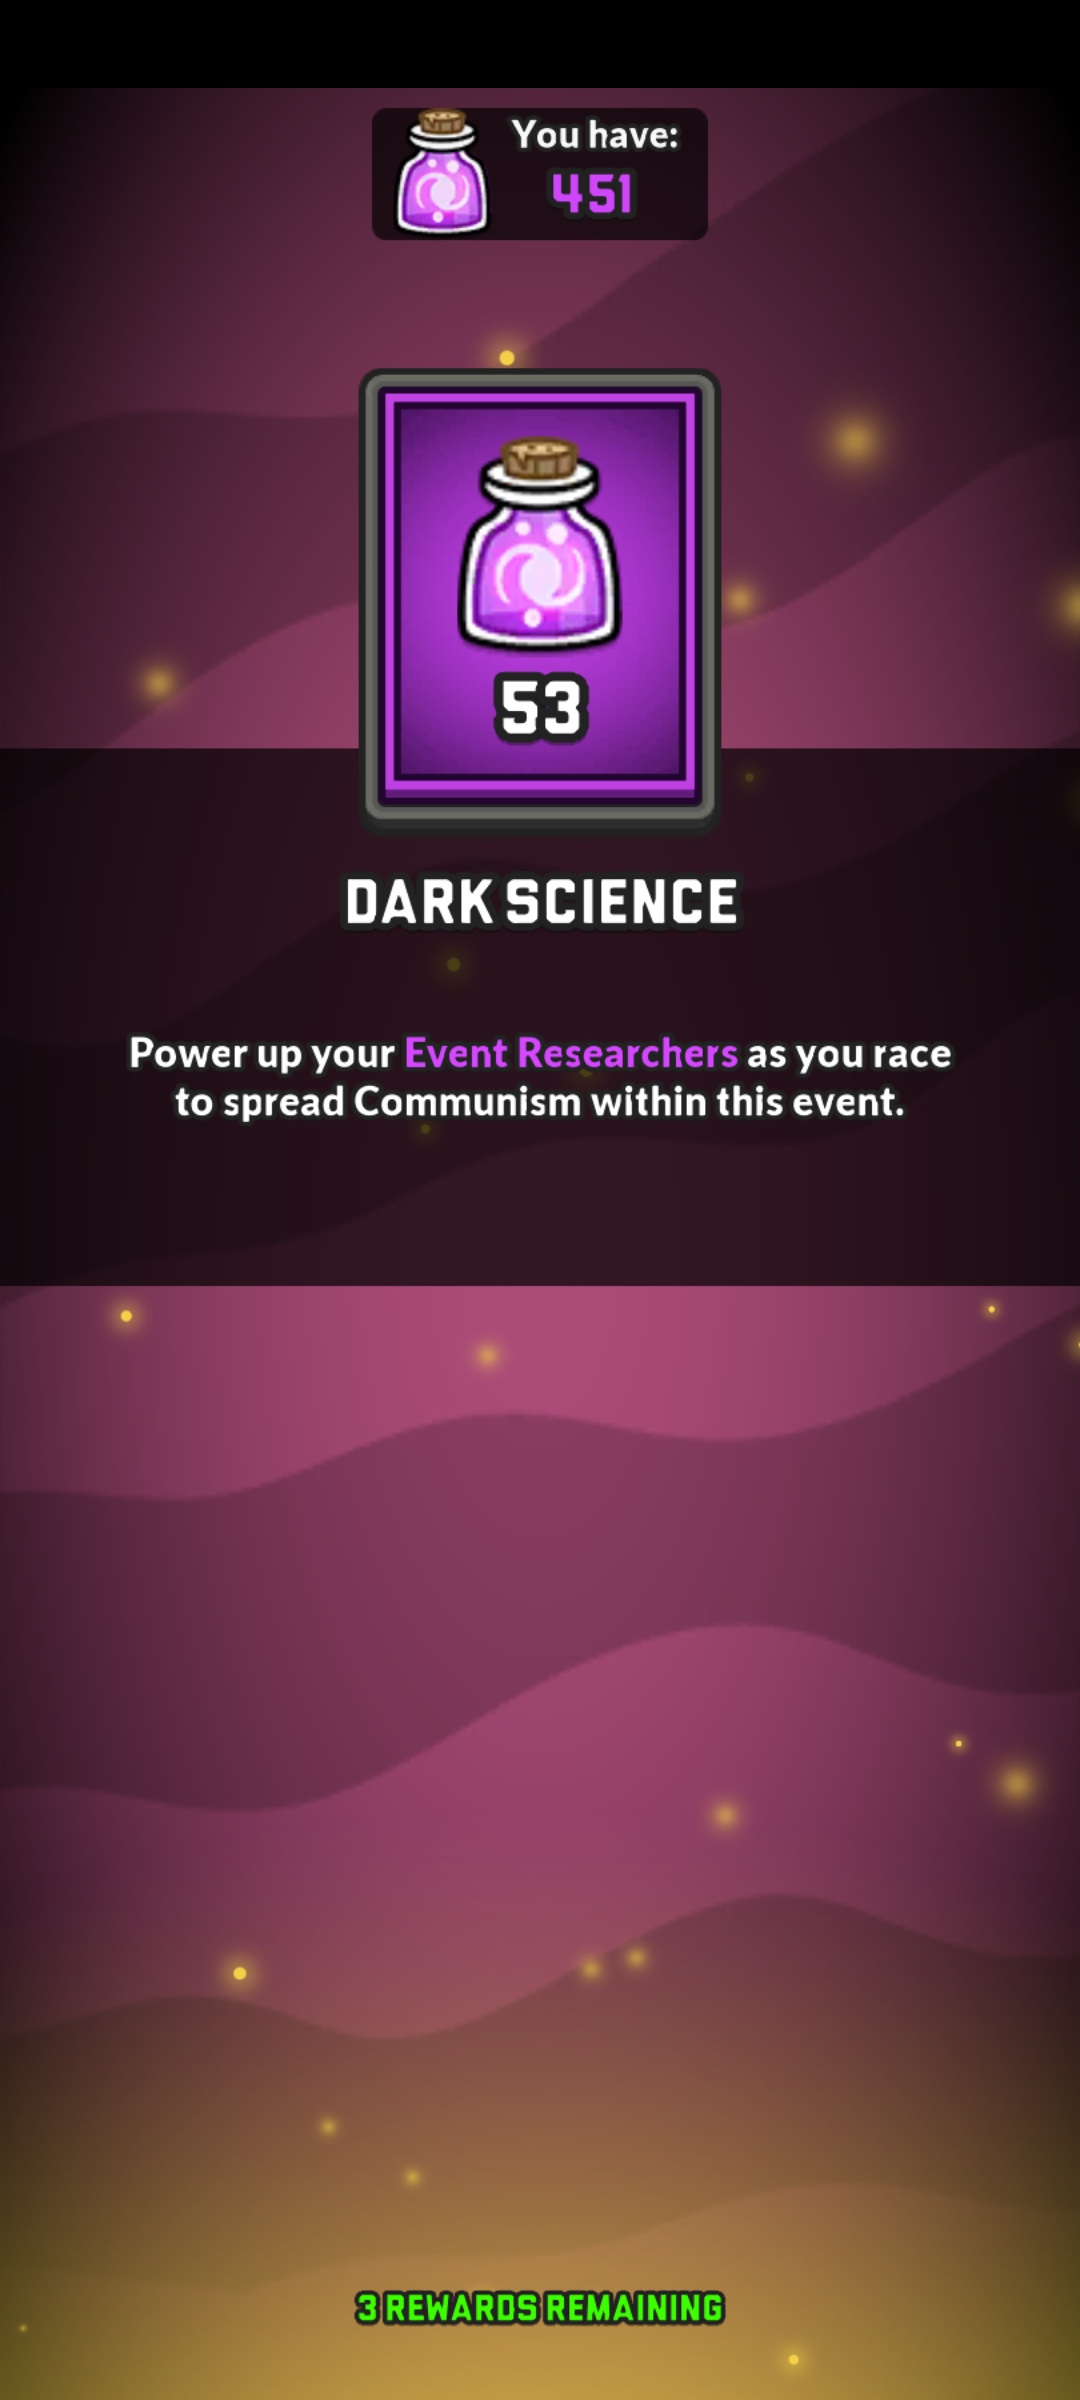 You have:
451
53
DARK SCIENCE
Power up your Event Researchers as you race
to spread Communism within this event.
3 REWARDS REMAINING